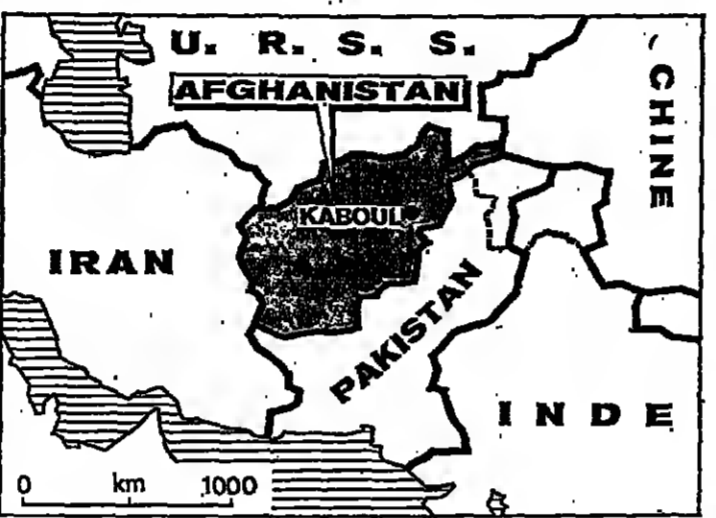 U. R. S. S.
AFGHANISTAN
CHINE
KABOUL
IRAN
PAKISTAN
INDE
0 km 1000